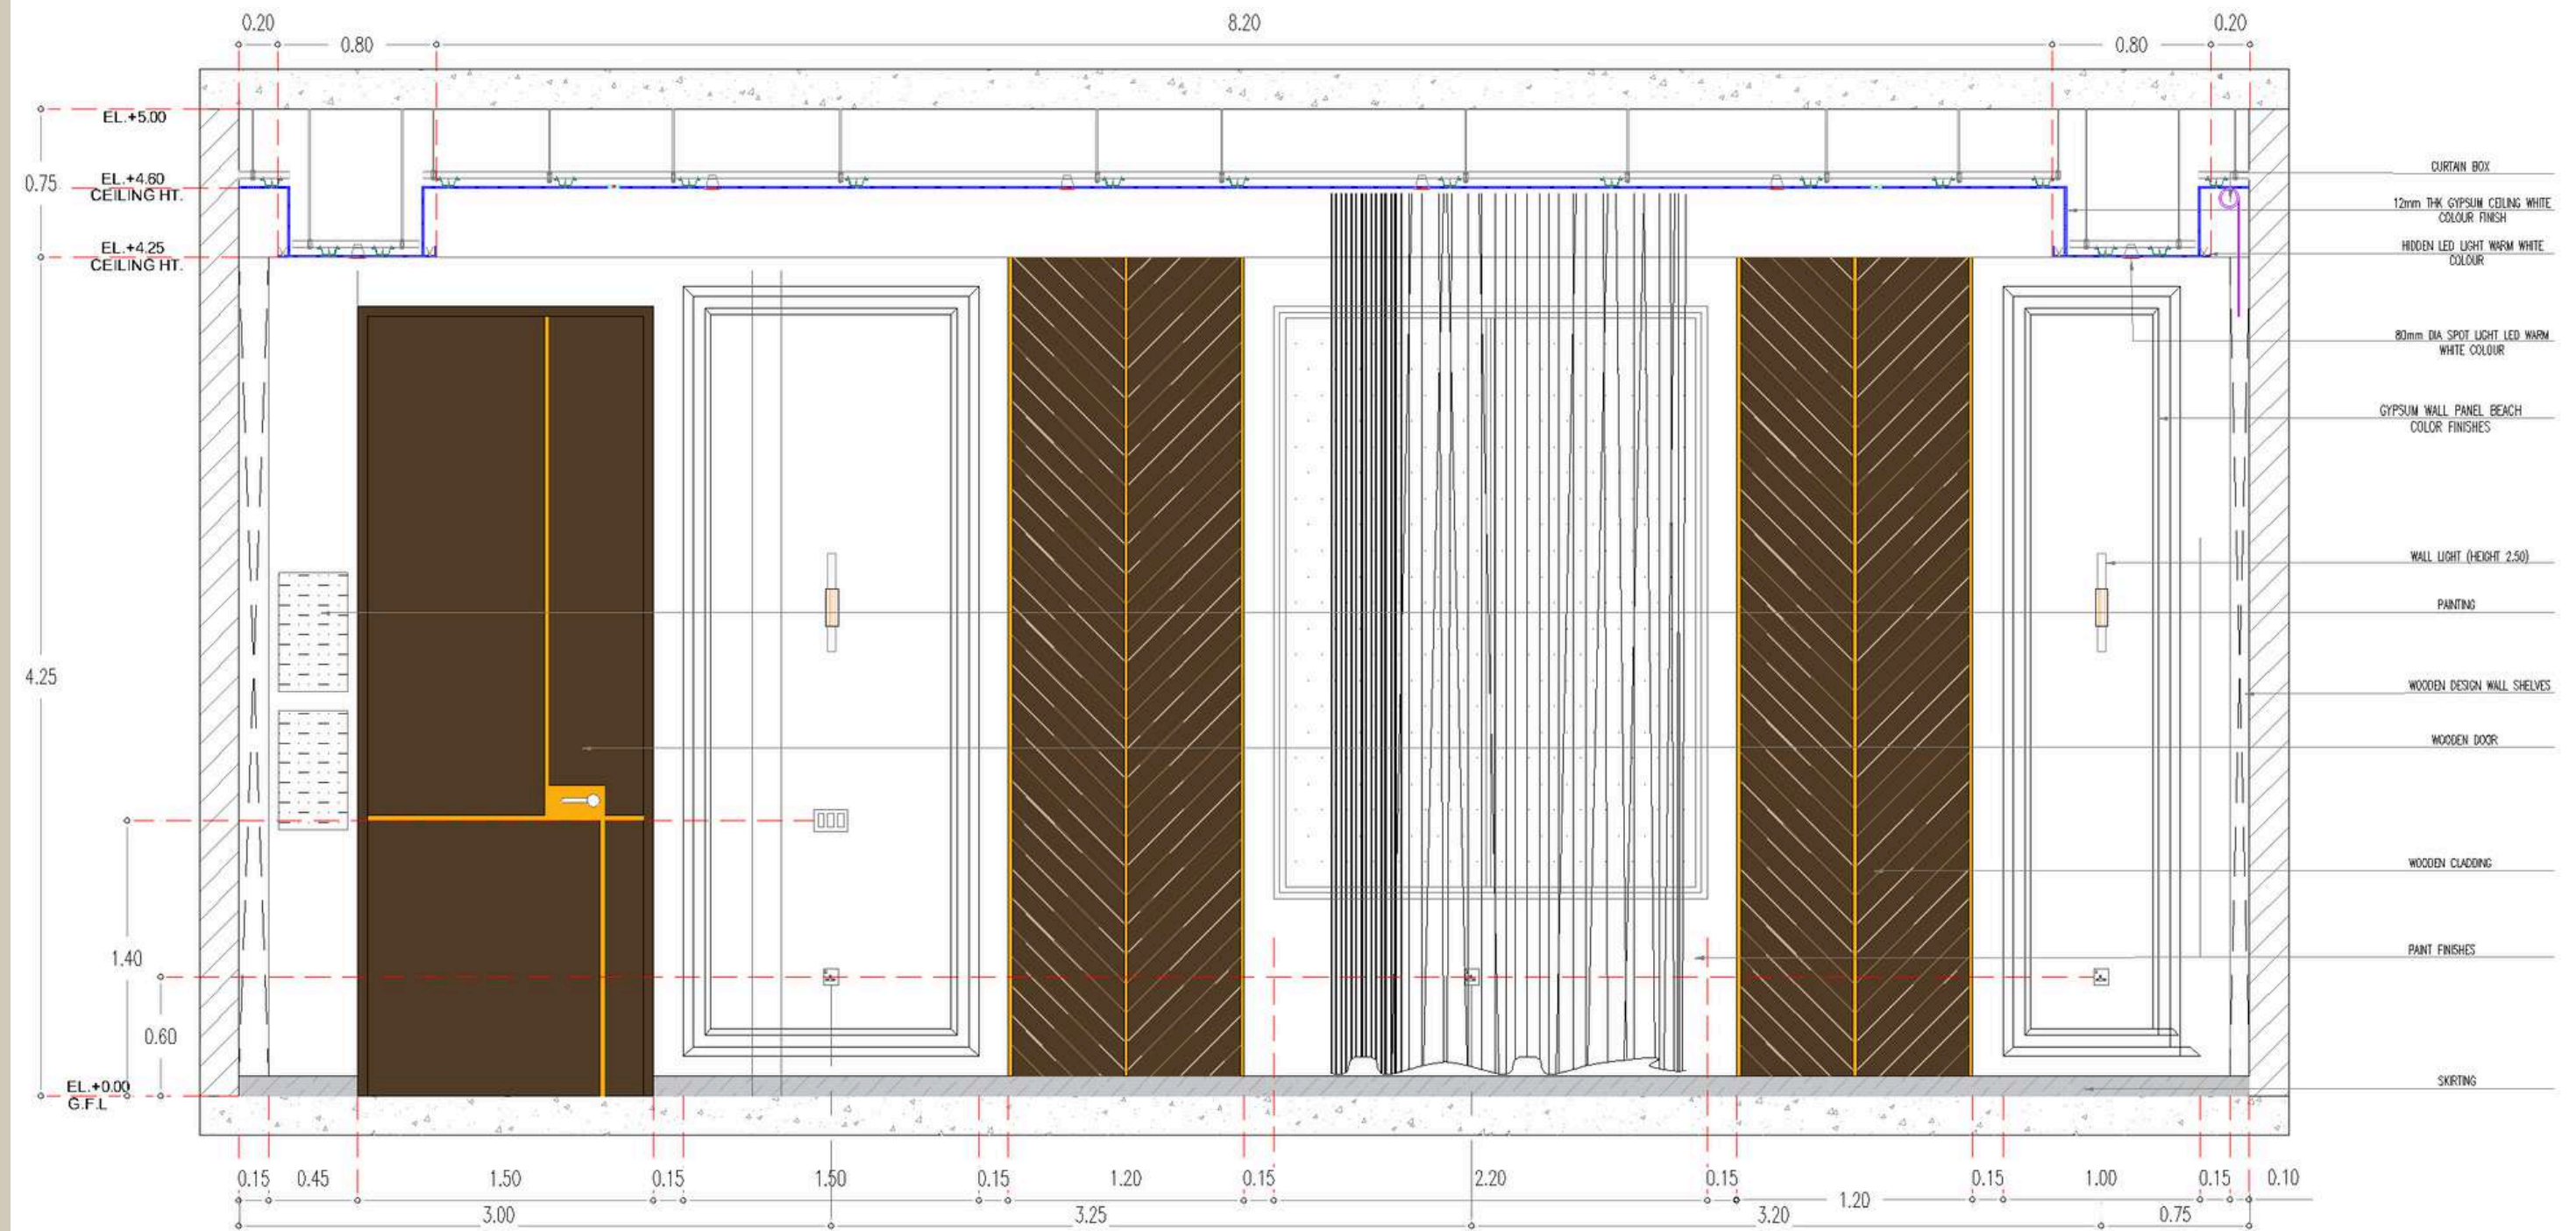 0.20 8.20 0.20
0.80 0.80
EL.+5.00
0.75
EL.+4.60
CEILING HT.
EL.+4.25
CEILING HT.
4.25
1.40
0.60
EL.+0.00
G.F.L
CURTAIN BOX
12mm THK GYPSUM CEILING WHITE
COLOUR FINISH
HIDDEN LED LIGHT WARM WHITE
COLOUR
80mm DIA SPOT LIGHT LED WARM
WHITE COLOUR
GYPSUM WALL PANEL BEACH
COLOR FINISHES
WALL LIGHT (HEIGHT 2.50)
PAINTING
WOODEN DESIGN WALL SHELVES
WOODEN DOOR
WOODEN CLADDING
PAINT FINISHES
SKIRTING
0.15 0.45 1.50 0.15 1.50 0.15 1.20 0.15 2.20 0.15 1.20 0.15 1.00 0.15 0.10
3.00 3.25 3.20 0.75